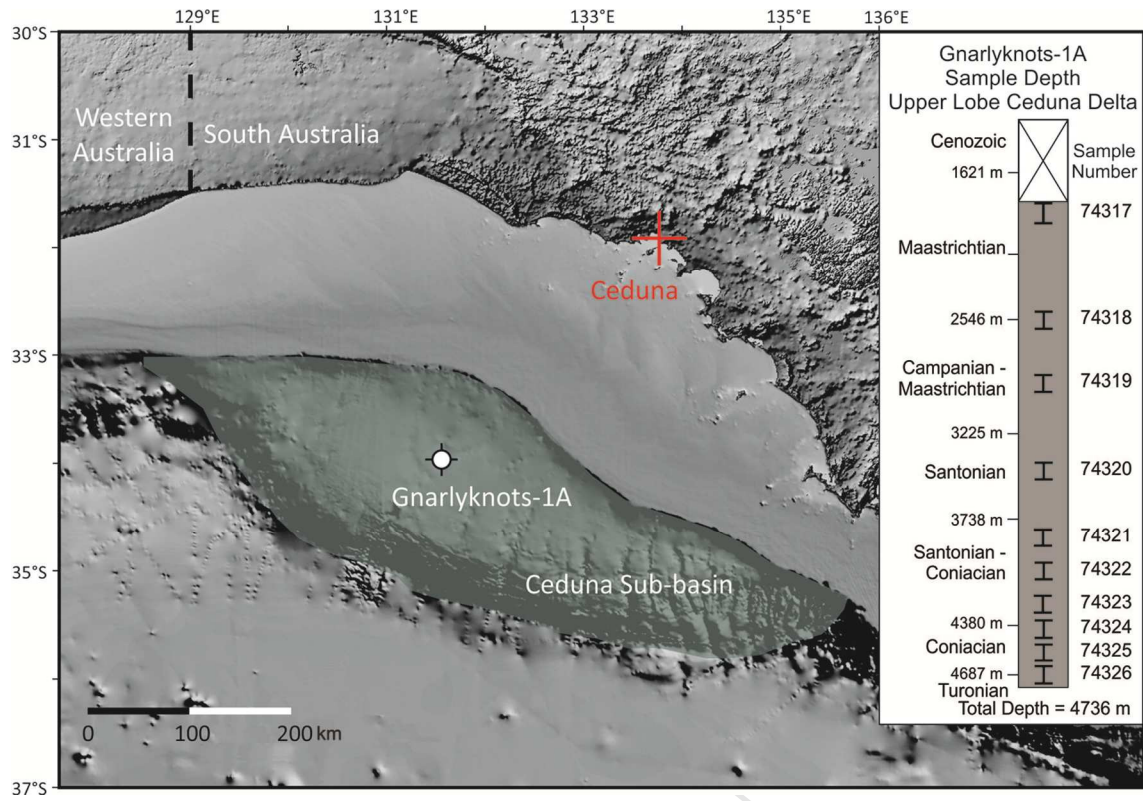 129°E
131°E
133°E
135°E
136°E
30°S
31°S
33°S
35°S
37°S
Western
Australia
South Australia
Ceduna
Gnarlyknots-1A
Ceduna Sub-basin
0
100
200 km
Gnarlyknots-1A
Sample Depth
Upper Lobe Ceduna Delta
Cenozoic
Sample
Number
1621 m
74317
Maastrichtian
2546 m
74318
Campanian -
Maastrichtian
74319
3225 m
Santonian
74320
3738 m
74321
Santonian -
Coniacian
74322
74323
4380 m
74324
Coniacian
74325
4687 m
74326
Turonian
Total Depth = 4736 m